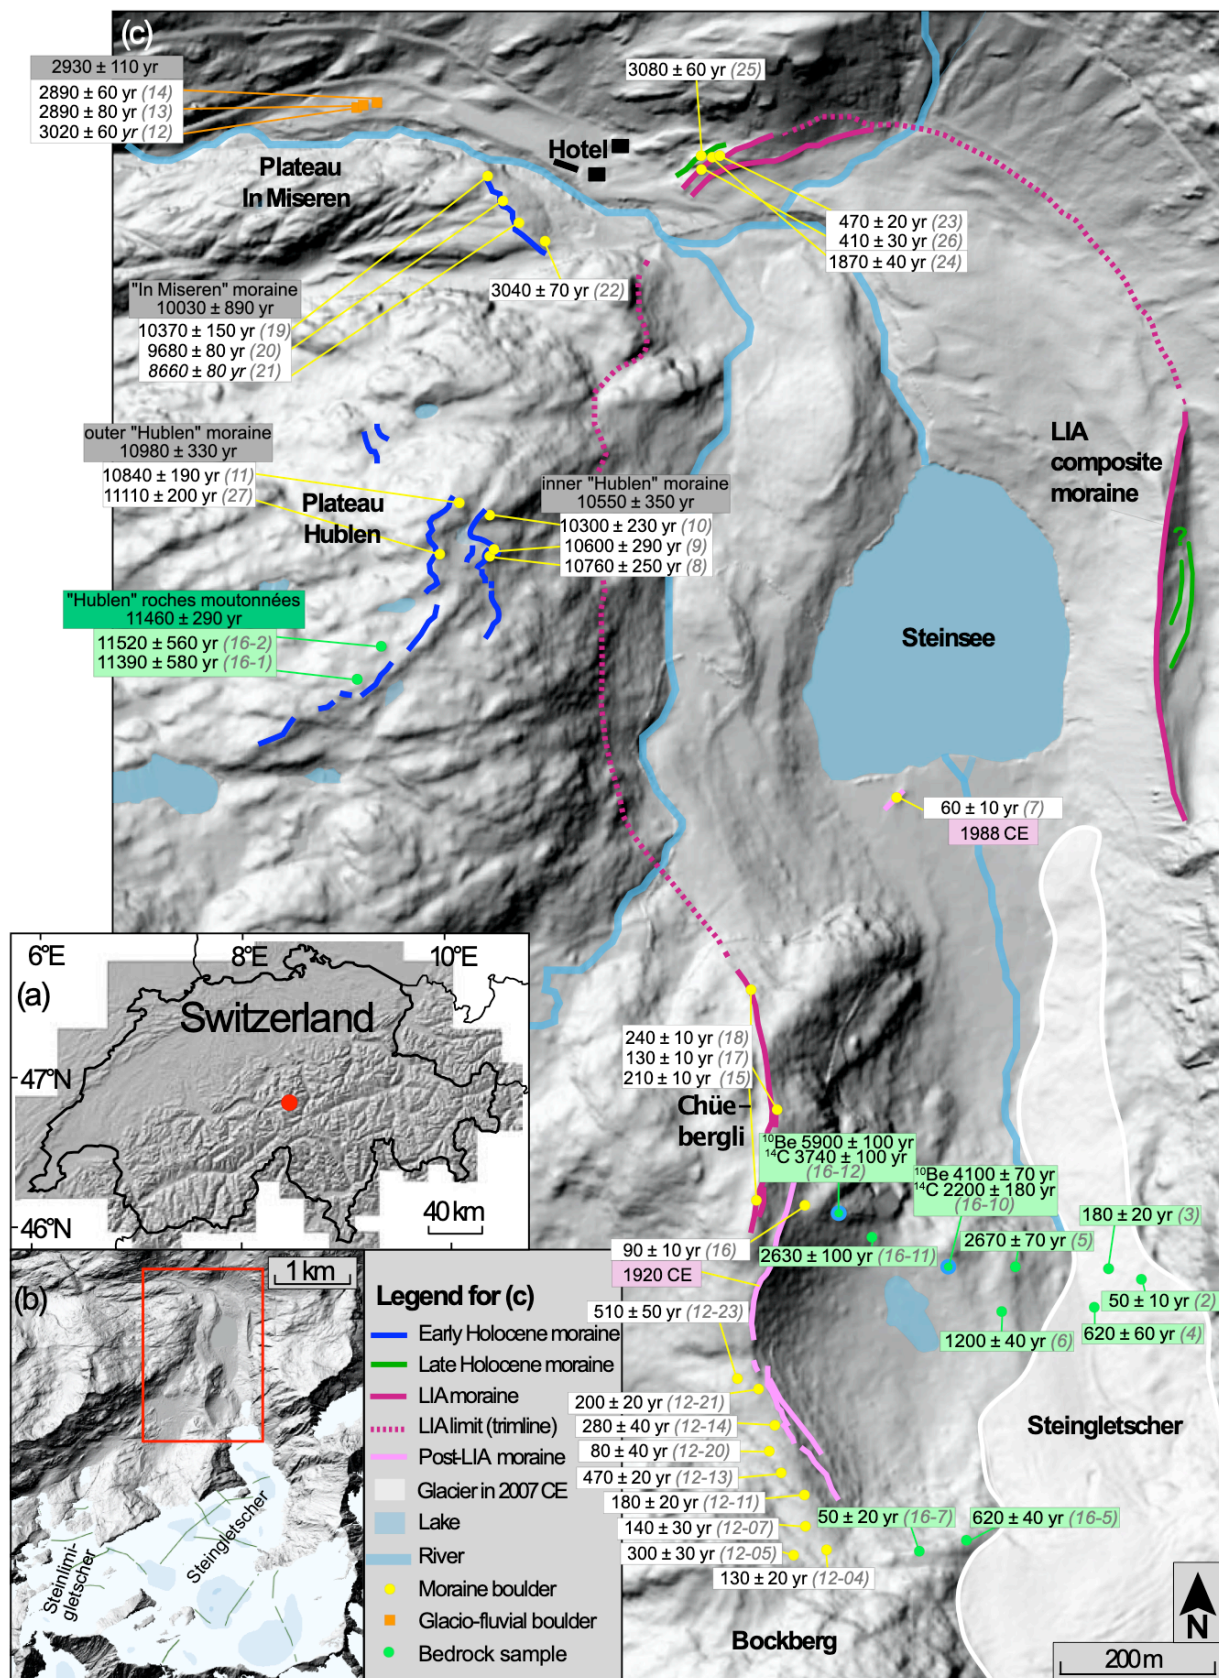 (c)
2930 ± 110 yr
2890 ± 60 yr (14)
2890 ± 80 yr (13)
3020 ± 60 yr (12)
3080 ± 60 yr (25)
Hotel
Plateau
In Miseren
470 ± 20 yr (23)
410 ± 30 yr (26)
1870 ± 40 yr (24)
3040 ± 70 yr (22)
"In Miseren" moraine
10030 ± 890 yr
10370 ± 150 yr (19)
9680 ± 80 yr (20)
8660 ± 80 yr (21)
outer "Hublen" moraine
10980 ± 330 yr
10840 ± 190 yr (11)
11110 ± 200 yr (27)
Plateau
Hublen
inner "Hublen" moraine
10550 ± 350 yr
10300 ± 230 yr (10)
10600 ± 290 yr (9)
10760 ± 250 yr (8)
LIA
composite
moraine
?
"Hublen" roches moutonnées
11460 ± 290 yr
11520 ± 560 yr (16-2)
11390 ± 580 yr (16-1)
Steinsee
60 ± 10 yr (7)
1988 CE
6°E
8°E
10°E
(a)
Switzerland
47°N
46°N
40 km
240 ± 10 yr (18)
130 ± 10 yr (17)
210 ± 10 yr (15)
Chüe–
bergli
10Be 5900 ± 100 yr
14C 3740 ± 100 yr
(16-12)
10Be 4100 ± 70 yr
14C 2200 ± 180 yr
(16-10)
180 ± 20 yr (3)
2670 ± 70 yr (5)
90 ± 10 yr (16)
2630 ± 100 yr (16-11)
1920 CE
50 ± 10 yr (2)
510 ± 50 yr (12-23)
1200 ± 40 yr (6)
620 ± 60 yr (4)
200 ± 20 yr (12-21)
280 ± 40 yr (12-14)
80 ± 40 yr (12-20)
470 ± 20 yr (12-13)
180 ± 20 yr (12-11)
140 ± 30 yr (12-07)
300 ± 30 yr (12-05)
130 ± 20 yr (12-04)
50 ± 20 yr (16-7)
620 ± 40 yr (16-5)
Steingletscher
Bockberg
N
200 m
(b)
1 km
Steinlimi-
gletscher
Steingletscher
Legend for (c)
Early Holocene moraine
Late Holocene moraine
LIA moraine
LIA limit (trimline)
Post-LIA moraine
Glacier in 2007 CE
Lake
River
Moraine boulder
Glacio-fluvial boulder
Bedrock sample